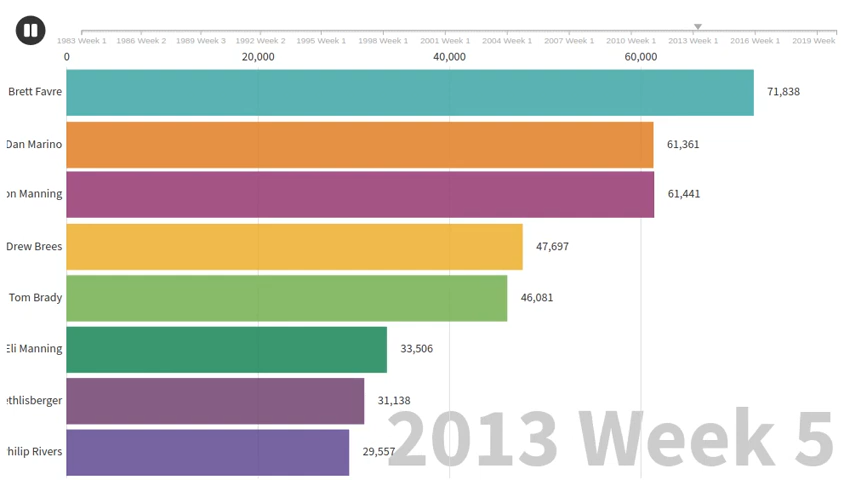 1983 Week 1 1986 Week 2 1989 Week 3 1992 Week 2 1995 Week 1 1998 Week 1 2001 Week 1 2004 Week 1 2007 Week 1 2010 Week 1 2013 Week 1 2016 Week 1 2019 Week
0 20,000 40,000 60,000
Brett Favre 71,838
Dan Marino 61,361
on Manning 61,441
Drew Brees 47,697
Tom Brady 46,081
Eli Manning 33,506
ethlisberger 31,138
hilip Rivers 29,557
2013 Week 5